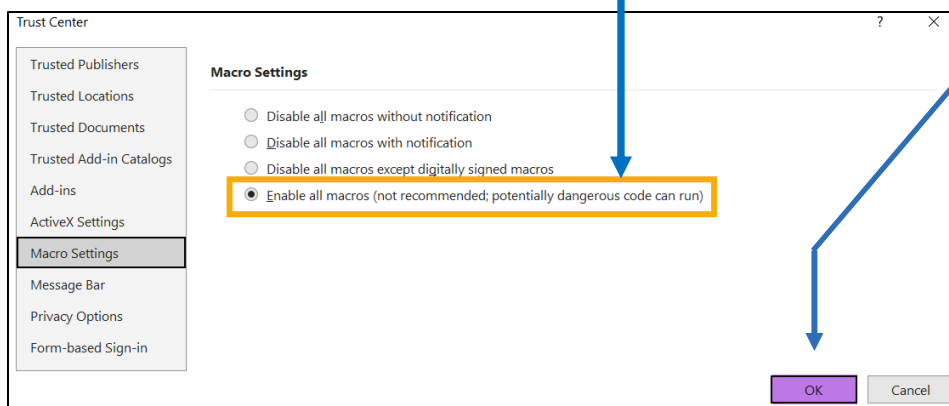 Trust Center
?
×
Trusted Publishers
Trusted Locations
Trusted Documents
Trusted Add-in Catalogs
Add-ins
ActiveX Settings
Macro Settings
Message Bar
Privacy Options
Form-based Sign-in
Macro Settings
Disable all macros without notification
Disable all macros with notification
Disable all macros except digitally signed macros
Enable all macros (not recommended; potentially dangerous code can run)
OK
Cancel